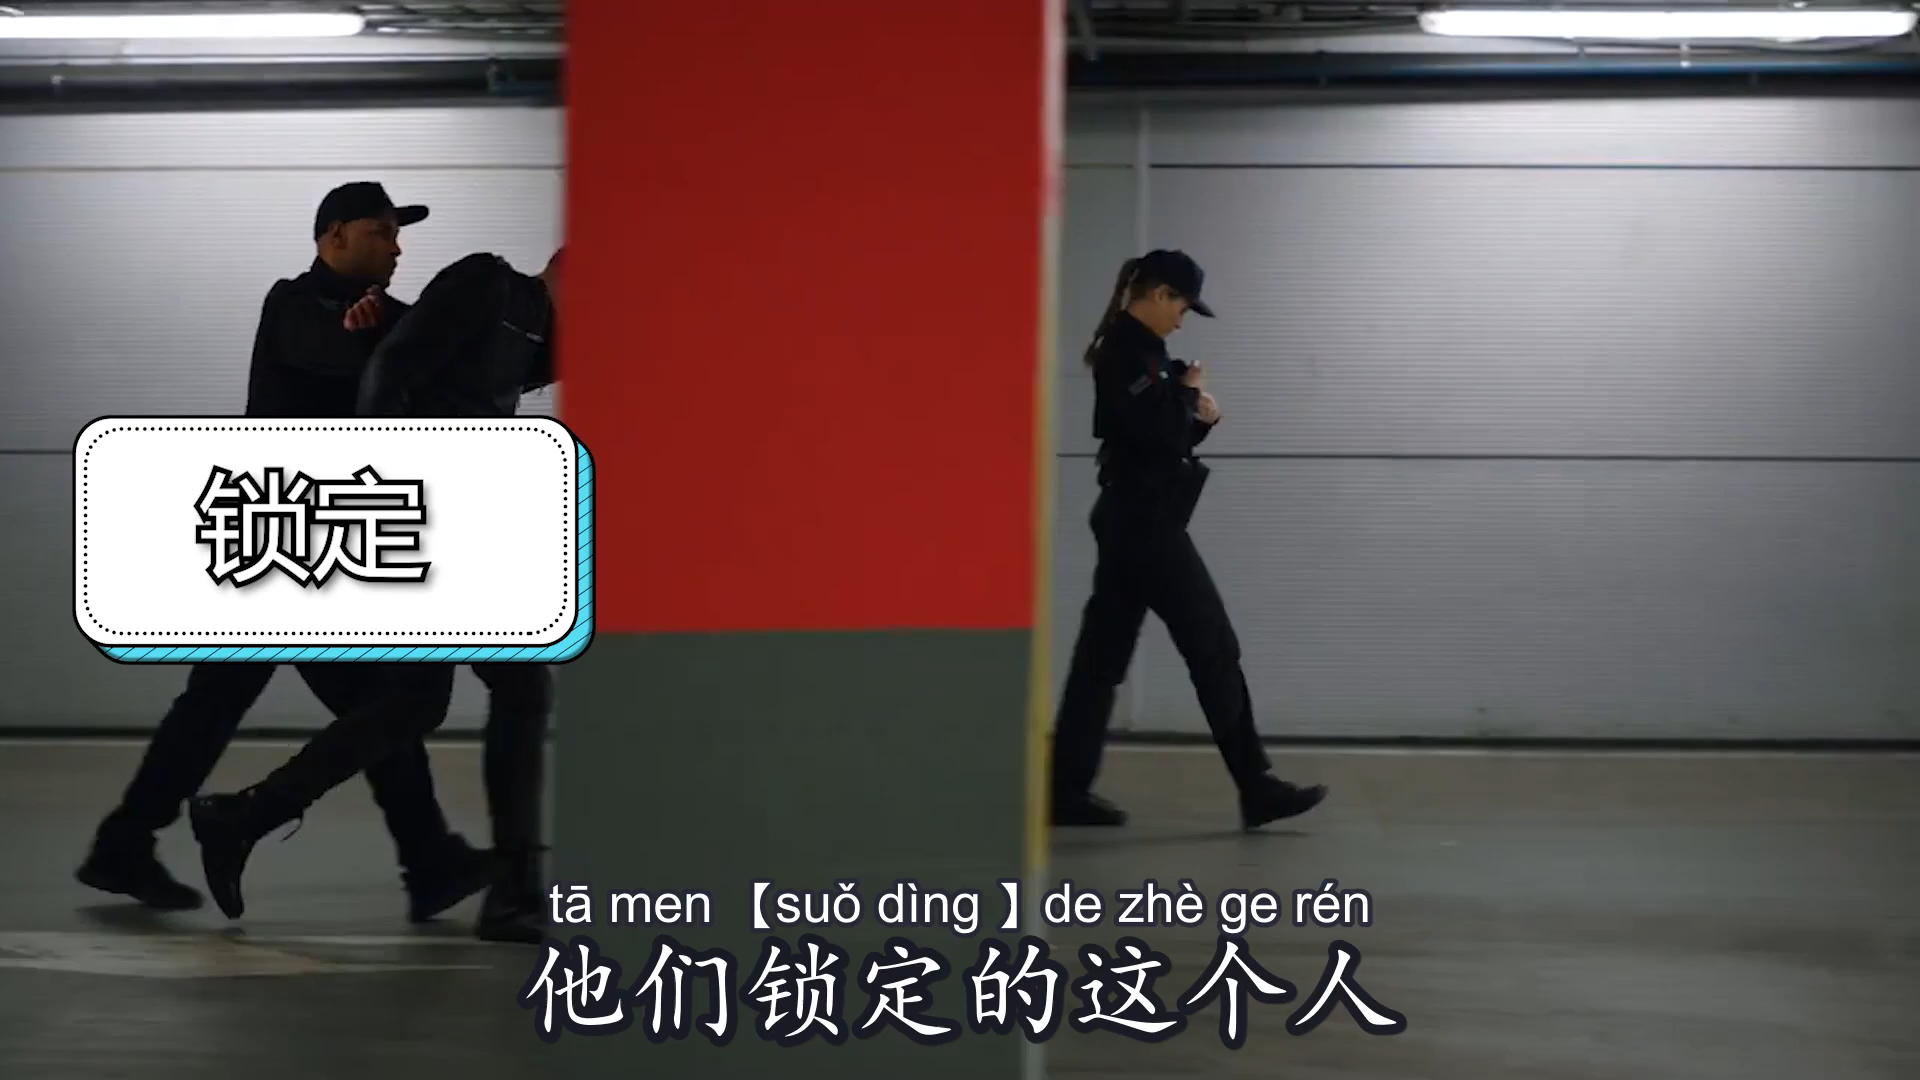 锁定
tā men 【suǒ dìng 】de zhè ge rén
他们锁定的这个人